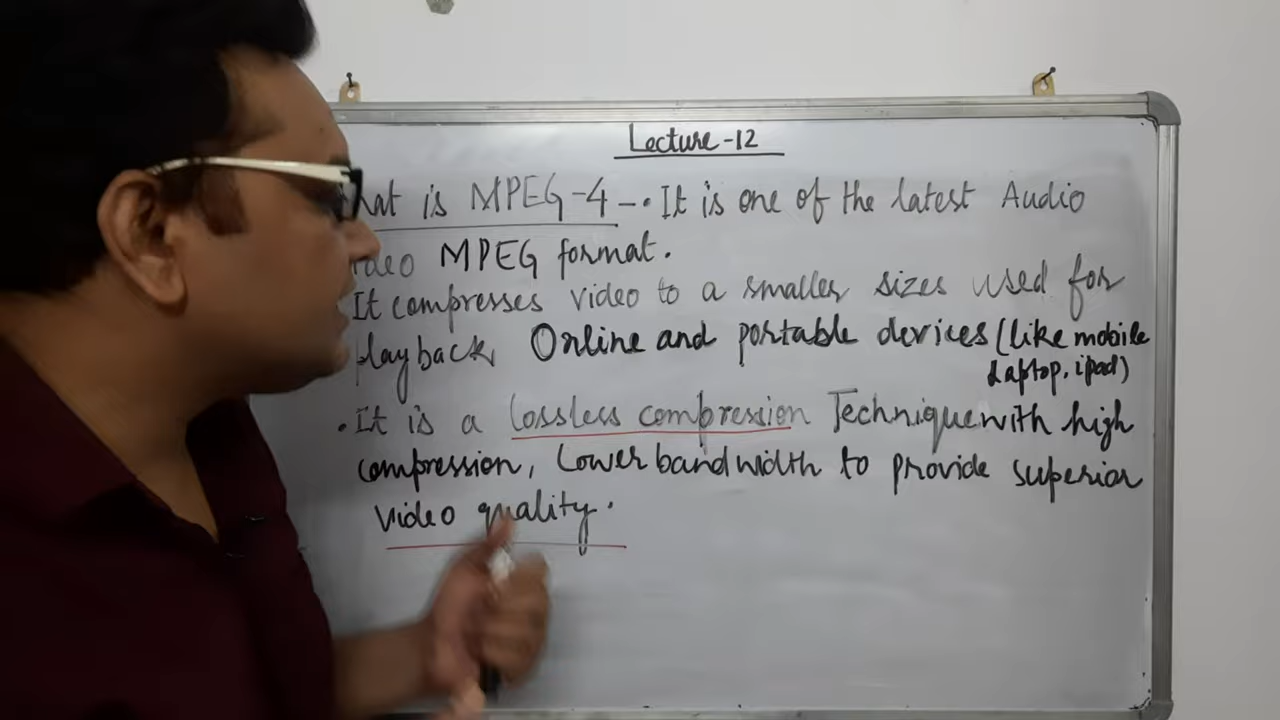 Lecture-12
hat is MPEG-4 -. It is one of the latest Audio
ideo MPEG format.
It compresses video to a smaller sizes used for
playback Online and portable devices (like mobile
Laptop, ipad)
. It is a lossless compression Technique with high
compression, Lower bandwidth to provide superior
video quality.